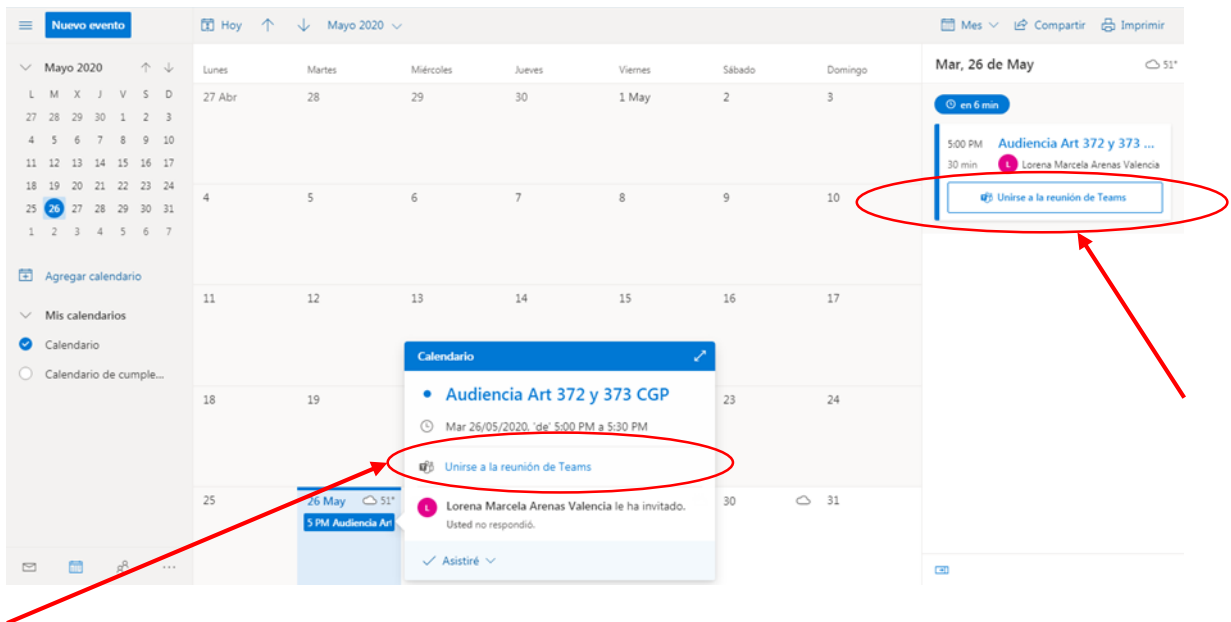 Nuevo evento
Hoy
Mayo 2020
Mes
Compartir
Imprimir
Mayo 2020
L M X J V S D
27 28 29 30 1 2 3
4 5 6 7 8 9 10
11 12 13 14 15 16 17
18 19 20 21 22 23 24
25 26 27 28 29 30 31
1 2 3 4 5 6 7
Agregar calendario
Mis calendarios
Calendario
Calendario de cumple...
Lunes Martes Miércoles Jueves Viernes Sábado Domingo
27 Abr 28 29 30 1 May 2 3
4 5 6 7 8 9 10
11 12 13 14 15 16 17
18 19 23 24
25 26 May 51° 30 31
5 PM Audiencia Art
Calendario
Audiencia Art 372 y 373 CGP
Mar 26/05/2020, 'de' 5:00 PM a 5:30 PM
Unirse a la reunión de Teams
L
Lorena Marcela Arenas Valencia le ha invitado.
Usted no respondió.
Asistiré
Mar, 26 de May 51°
en 6 min
5:00 PM Audiencia Art 372 y 373 ...
30 min L Lorena Marcela Arenas Valencia
Unirse a la reunión de Teams